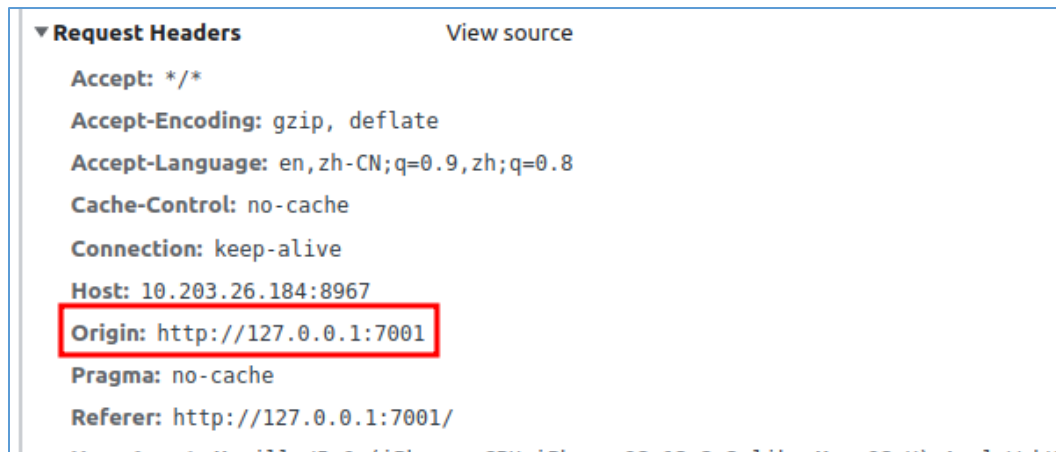 ▼Request Headers View source
Accept: */*
Accept-Encoding: gzip, deflate
Accept-Language: en,zh-CN;q=0.9,zh;q=0.8
Cache-Control: no-cache
Connection: keep-alive
Host: 10.203.26.184:8967
Origin: http://127.0.0.1:7001
Pragma: no-cache
Referer: http://127.0.0.1:7001/